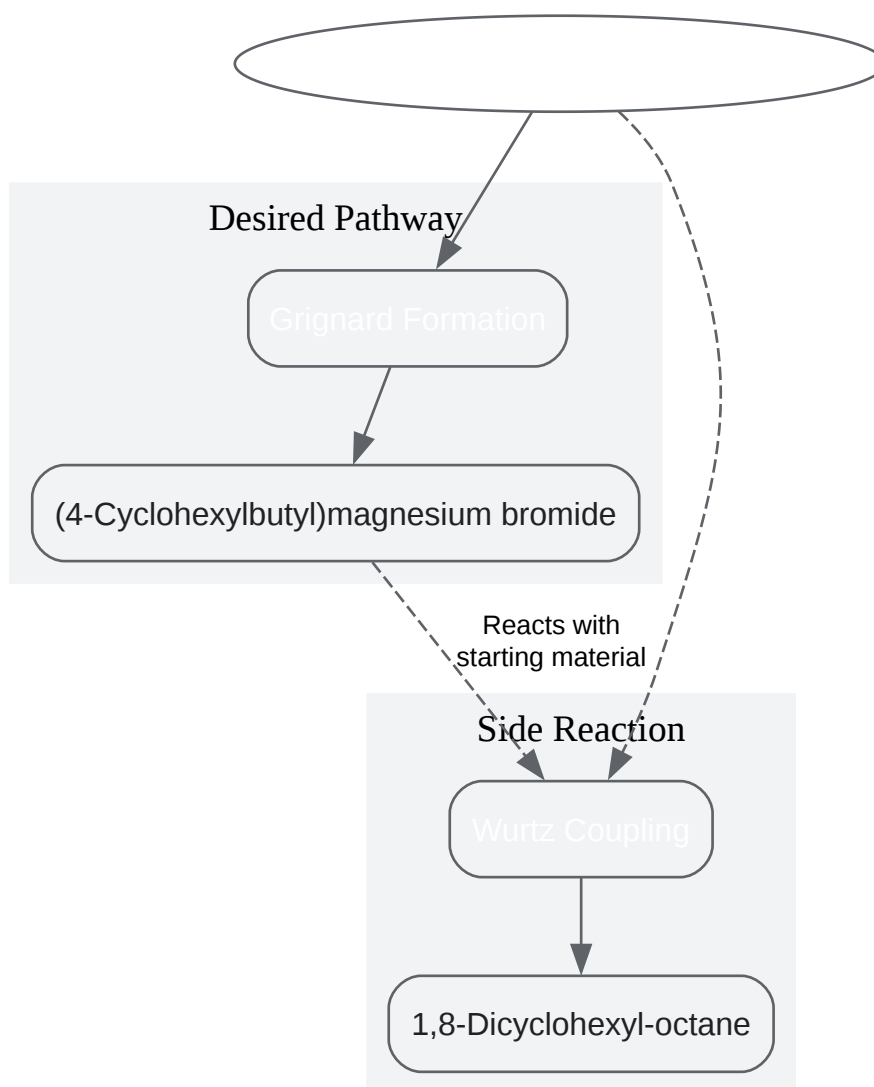 Desired Pathway
Grignard Formation
(4-Cyclohexylbutyl)magnesium bromide
Reacts with
starting material
Side Reaction
Wurtz Coupling
1,8-Dicyclohexyl-octane